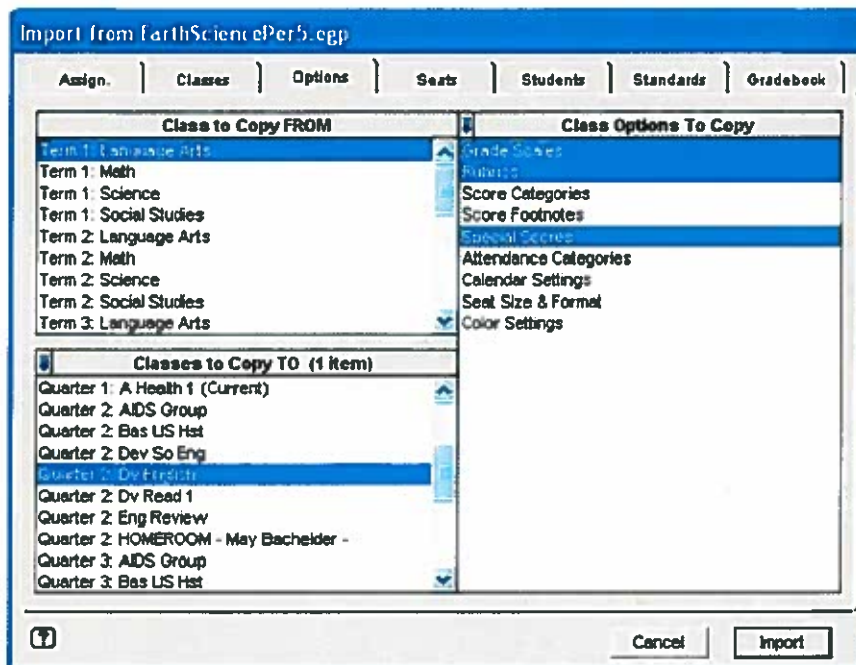 Import from EarthSciencePer5.egp
Assign. Classes Options Seats Students Standards Gradebook
Class to Copy FROM
Term 1: Language Arts
Term 1: Math
Term 1: Science
Term 1: Social Studies
Term 2: Language Arts
Term 2: Math
Term 2: Science
Term 2: Social Studies
Term 3: Language Arts
Class Options To Copy
Grade Scales
Rubrics
Score Categories
Score Footnotes
Special Scores
Attendance Categories
Calendar Settings
Seat Size & Format
Color Settings
Classes to Copy TO (1 item)
Quarter 1: A Health 1 (Current)
Quarter 2: AIDS Group
Quarter 2: Bas US Hst
Quarter 2: Dev So Eng
Quarter 2: Dv English
Quarter 2: Dv Read 1
Quarter 2: Eng Review
Quarter 2: HOMEROOM - May Bachelder -
Quarter 3: AIDS Group
Quarter 3: Bas US Hst
?
Cancel Import